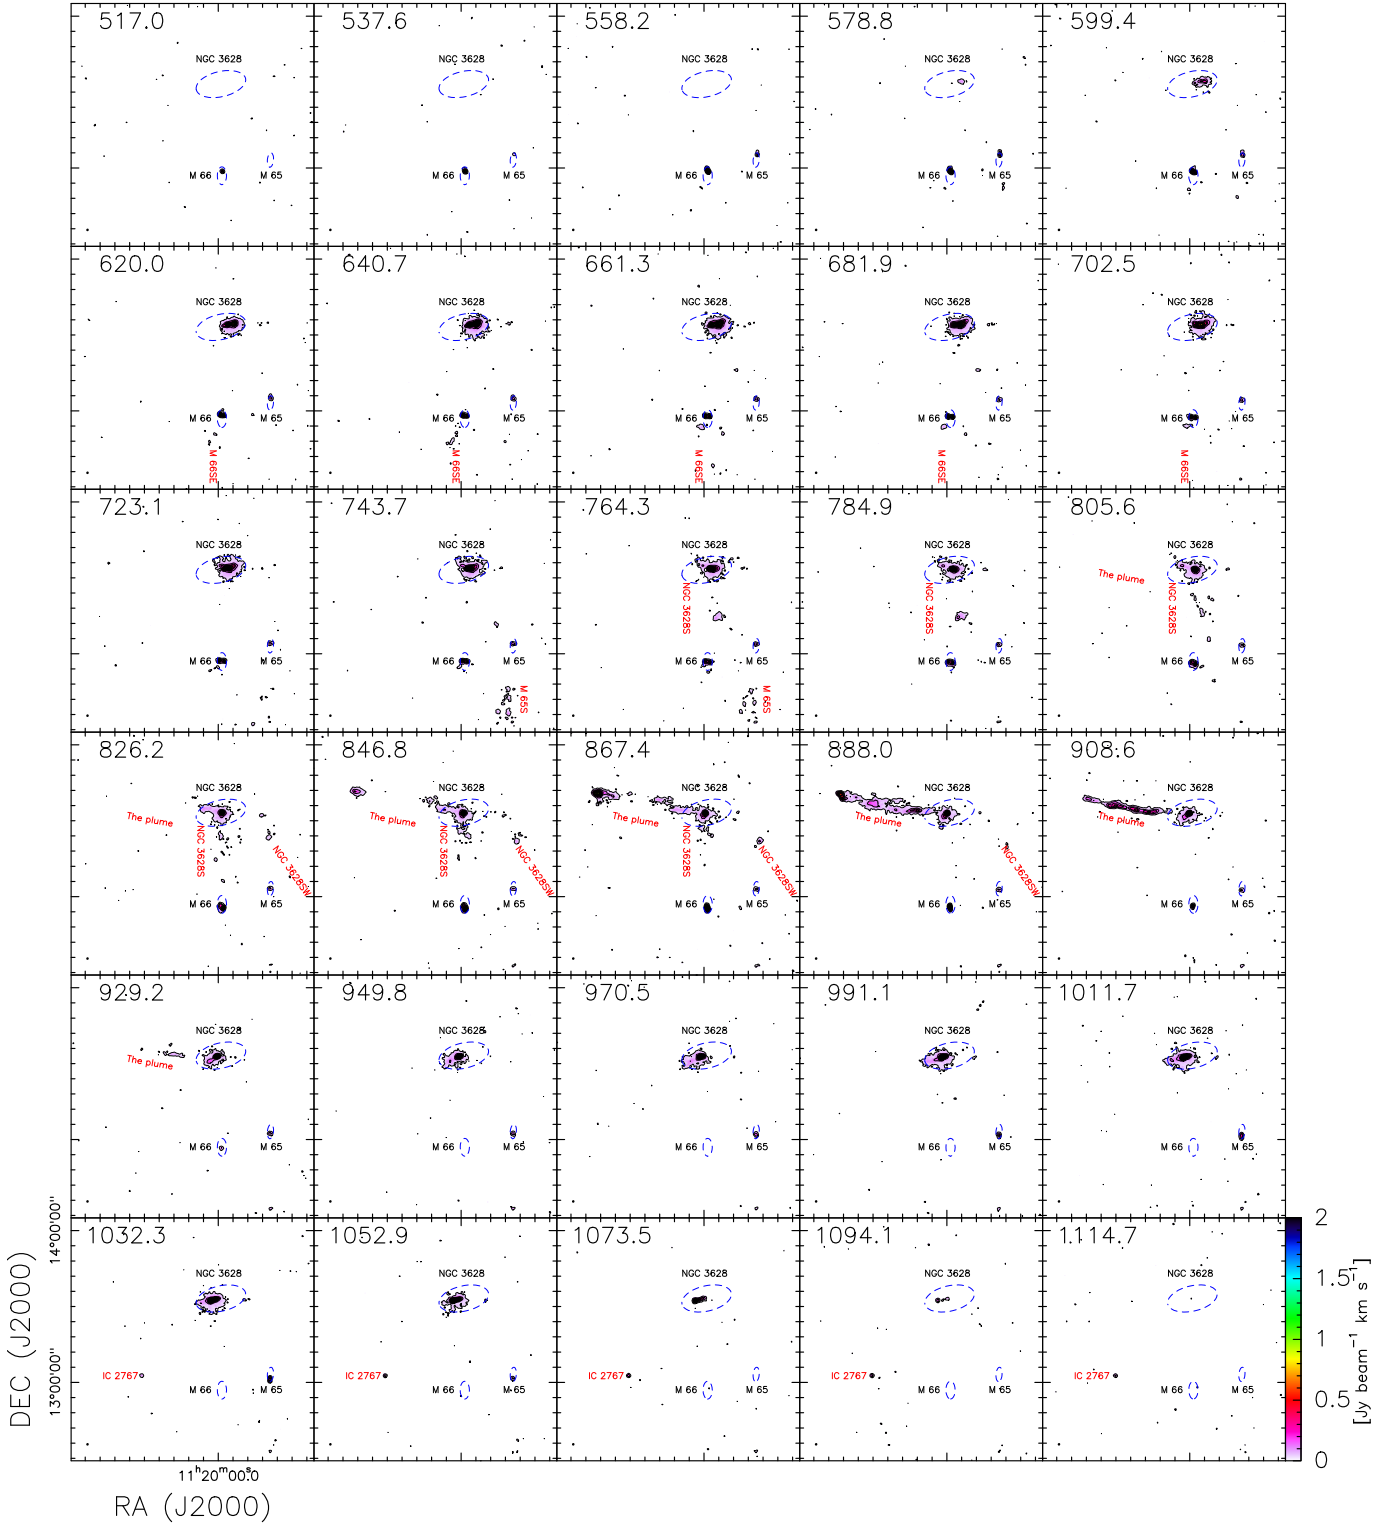 517.0
NGC 3628
M 66
M 65
537.6
NGC 3628
M 66
M 65
558.2
NGC 3628
M 66
M 65
578.8
NGC 3628
M 66
M 65
599.4
NGC 3628
M 66
M 65
620.0
NGC 3628
M 66
M 65
M 66SE
640.7
NGC 3628
M 66
M 65
M 66SE
661.3
NGC 3628
M 66
M 65
M 66SE
681.9
NGC 3628
M 66
M 65
M 66SE
702.5
NGC 3628
M 66
M 65
M 66SE
723.1
NGC 3628
M 66
M 65
743.7
NGC 3628
M 66
M 65
M 65S
764.3
NGC 3628
NGC 3628S
M 66
M 65
M 65S
784.9
NGC 3628
NGC 3628S
M 66
M 65
805.6
NGC 3628
The plume
NGC 3628S
M 66
M 65
826.2
NGC 3628
The plume
NGC 3628S
NGC 3628SW
M 66
M 65
846.8
NGC 3628
The plume
NGC 3628S
NGC 3628SW
M 66
M 65
867.4
NGC 3628
The plume
NGC 3628S
NGC 3628SW
M 66
M 65
888.0
NGC 3628
The plume
NGC 3628SW
M 66
M 65
908.6
NGC 3628
The plume
M 66
M 65
929.2
NGC 3628
The plume
M 66
M 65
949.8
NGC 3628
M 66
M 65
970.5
NGC 3628
M 66
M 65
991.1
NGC 3628
M 66
M 65
1011.7
NGC 3628
M 66
M 65
1032.3
NGC 3628
IC 2767
M 66
M 65
1052.9
NGC 3628
IC 2767
M 66
M 65
1073.5
NGC 3628
IC 2767
M 66
M 65
1094.1
NGC 3628
IC 2767
M 66
M 65
1114.7
NGC 3628
IC 2767
M 66
M 65
14°0'00"
13°00'00"
DEC (J2000)
11h20m00s.0
RA (J2000)
2
1.5
1
0.5
0
[Jy beam−1 km s−1]